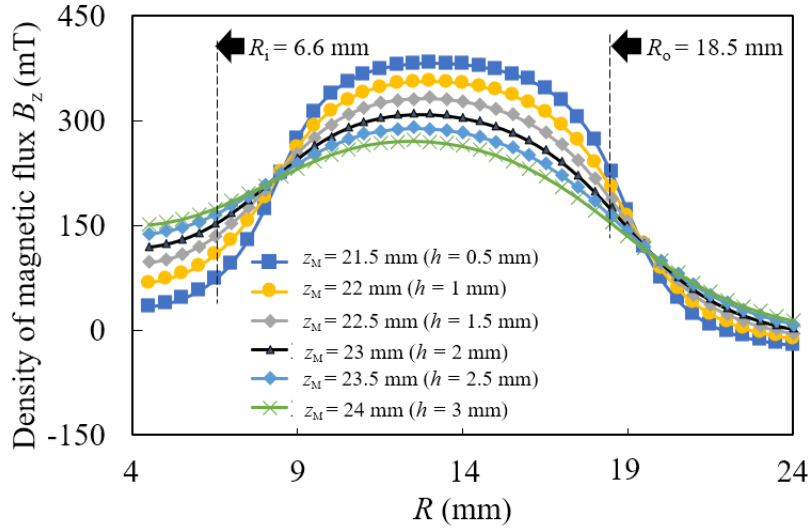 Density of magnetic flux Bz (mT)
450
300
150
0
-150
Ri = 6.6 mm
Ro = 18.5 mm
zM = 21.5 mm (h = 0.5 mm)
zM = 22 mm (h = 1 mm)
zM = 22.5 mm (h = 1.5 mm)
zM = 23 mm (h = 2 mm)
zM = 23.5 mm (h = 2.5 mm)
zM = 24 mm (h = 3 mm)
4 9 14 19 24
R (mm)